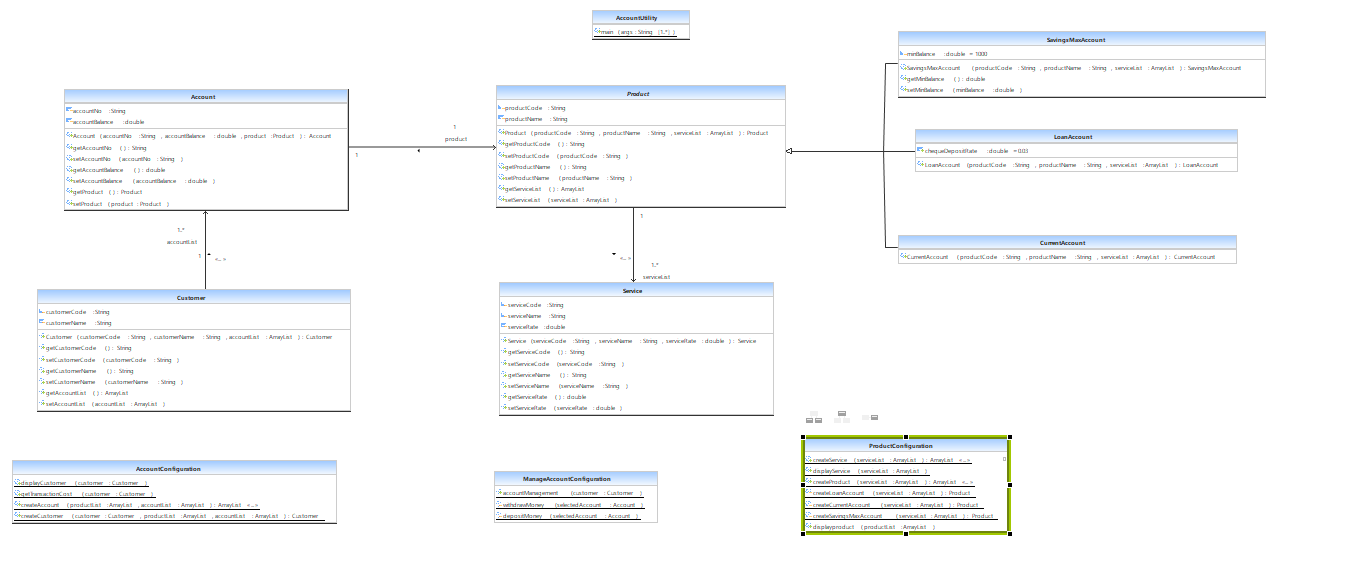 AccountUtility
main (args : String [1..*] )
SavingsMaxAccount
minBalance : double = 1000
SavingsMaxAccount (productCode : String , productName : String , serviceList : ArrayList ) : SavingsMaxAccount
getMinBalance ( ) : double
setMinBalance (minBalance : double )
Account
accountNo : String
accountBalance : double
Account (accountNo : String , accountBalance : double , product : Product ) : Account
getAccountNo ( ) : String
setAccountNo (accountNo : String )
getAccountBalance ( ) : double
setAccountBalance (accountBalance : double )
getProduct ( ) : Product
setProduct (product : Product )
1
product
1
Product
productCode : String
productName : String
Product (productCode : String , productName : String , serviceList : ArrayList ) : Product
getProductCode ( ) : String
setProductCode (productCode : String )
getProductName ( ) : String
setProductName (productName : String )
getServiceList ( ) : ArrayList
setServiceList (serviceList : ArrayList )
LoanAccount
chequeDepositRate : double = 0.03
LoanAccount (productCode : String , productName : String , serviceList : ArrayList ) : LoanAccount
CurrentAccount
CurrentAccount (productCode : String , productName : String , serviceList : ArrayList ) : CurrentAccount
1..*
accountList
1
<...>
1
<...>
1..*
serviceList
Customer
customerCode : String
customerName : String
Customer (customerCode : String , customerName : String , accountList : ArrayList ) : Customer
getCustomerCode ( ) : String
setCustomerCode (customerCode : String )
getCustomerName ( ) : String
setCustomerName (customerName : String )
getAccountList ( ) : ArrayList
setAccountList (accountList : ArrayList )
Service
serviceCode : String
serviceName : String
serviceRate : double
Service (serviceCode : String , serviceName : String , serviceRate : double ) : Service
getServiceCode ( ) : String
setServiceCode (serviceCode : String )
getServiceName ( ) : String
setServiceName (serviceName : String )
getServiceRate ( ) : double
setServiceRate (serviceRate : double )
AccountConfiguration
displayCustomer (customer : Customer )
getTransactionCost (customer : Customer )
createAccount (productList : ArrayList , accountList : ArrayList ) : ArrayList <...>
createCustomer (customer : Customer , productList : ArrayList , accountList : ArrayList ) : Customer
ManageAccountConfiguration
accountManagement (customer : Customer )
withdrawMoney (selectedAccount : Account )
depositMoney (selectedAccount : Account )
ProductConfiguration
createService (serviceList : ArrayList ) : ArrayList <...>
displayService (serviceList : ArrayList )
createProduct (serviceList : ArrayList ) : ArrayList <...>
createLoanAccount (serviceList : ArrayList ) : Product
createCurrentAccount (serviceList : ArrayList ) : Product
createSavingsMaxAccount (serviceList : ArrayList ) : Product
displayproduct (productList : ArrayList )